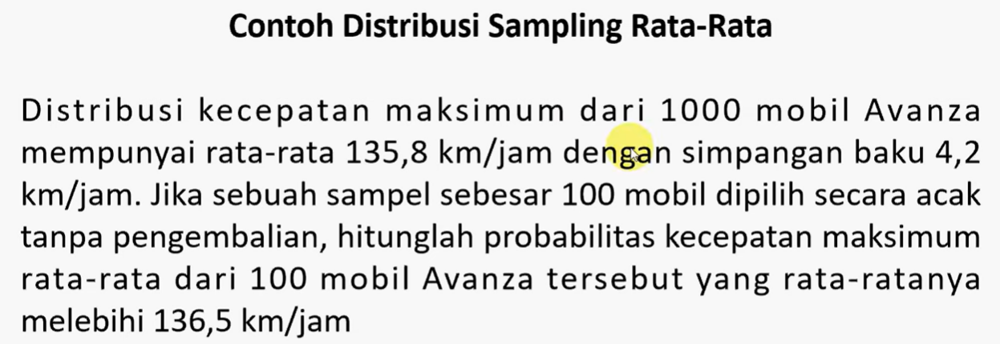 Contoh Distribusi Sampling Rata-Rata
Distribusi kecepatan maksimum dari 1000 mobil Avanza
mempunyai rata-rata 135,8 km/jam dengan simpangan baku 4,2
km/jam. Jika sebuah sampel sebesar 100 mobil dipilih secara acak
tanpa pengembalian, hitunglah probabilitas kecepatan maksimum
rata-rata dari 100 mobil Avanza tersebut yang rata-ratanya
melebihi 136,5 km/jam